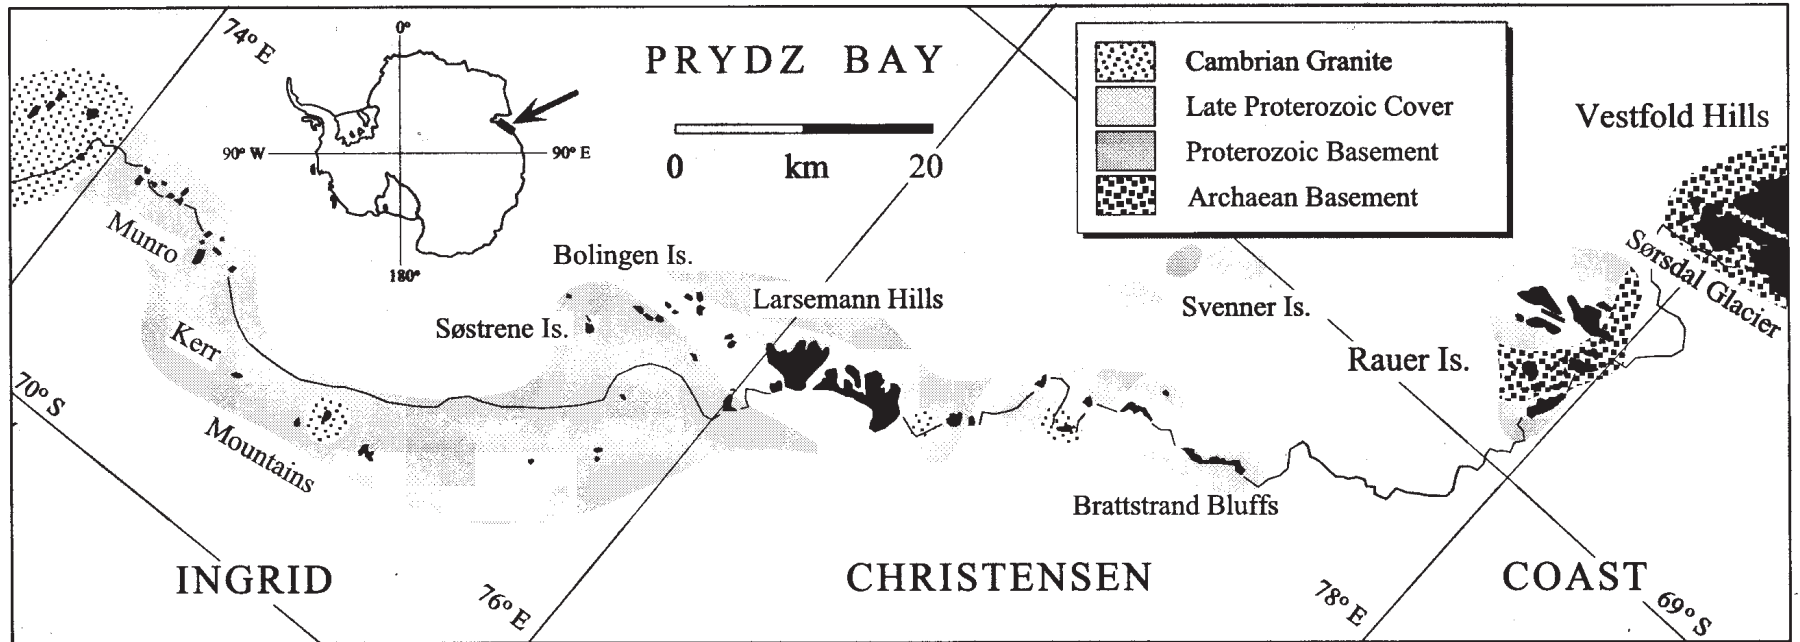 74° E
0°
90° W
90° E
180°
PRYDZ BAY
0 km 20
Cambrian Granite
Late Proterozoic Cover
Proterozoic Basement
Archaean Basement
Vestfold Hills
Sørsdal Glacier
Munro
Kerr
Mountains
Søstrene Is.
Bolingen Is.
Larsemann Hills
Svenner Is.
Rauer Is.
Brattstrand Bluffs
70° S
INGRID
76° E
CHRISTENSEN
78° E
COAST
69° S